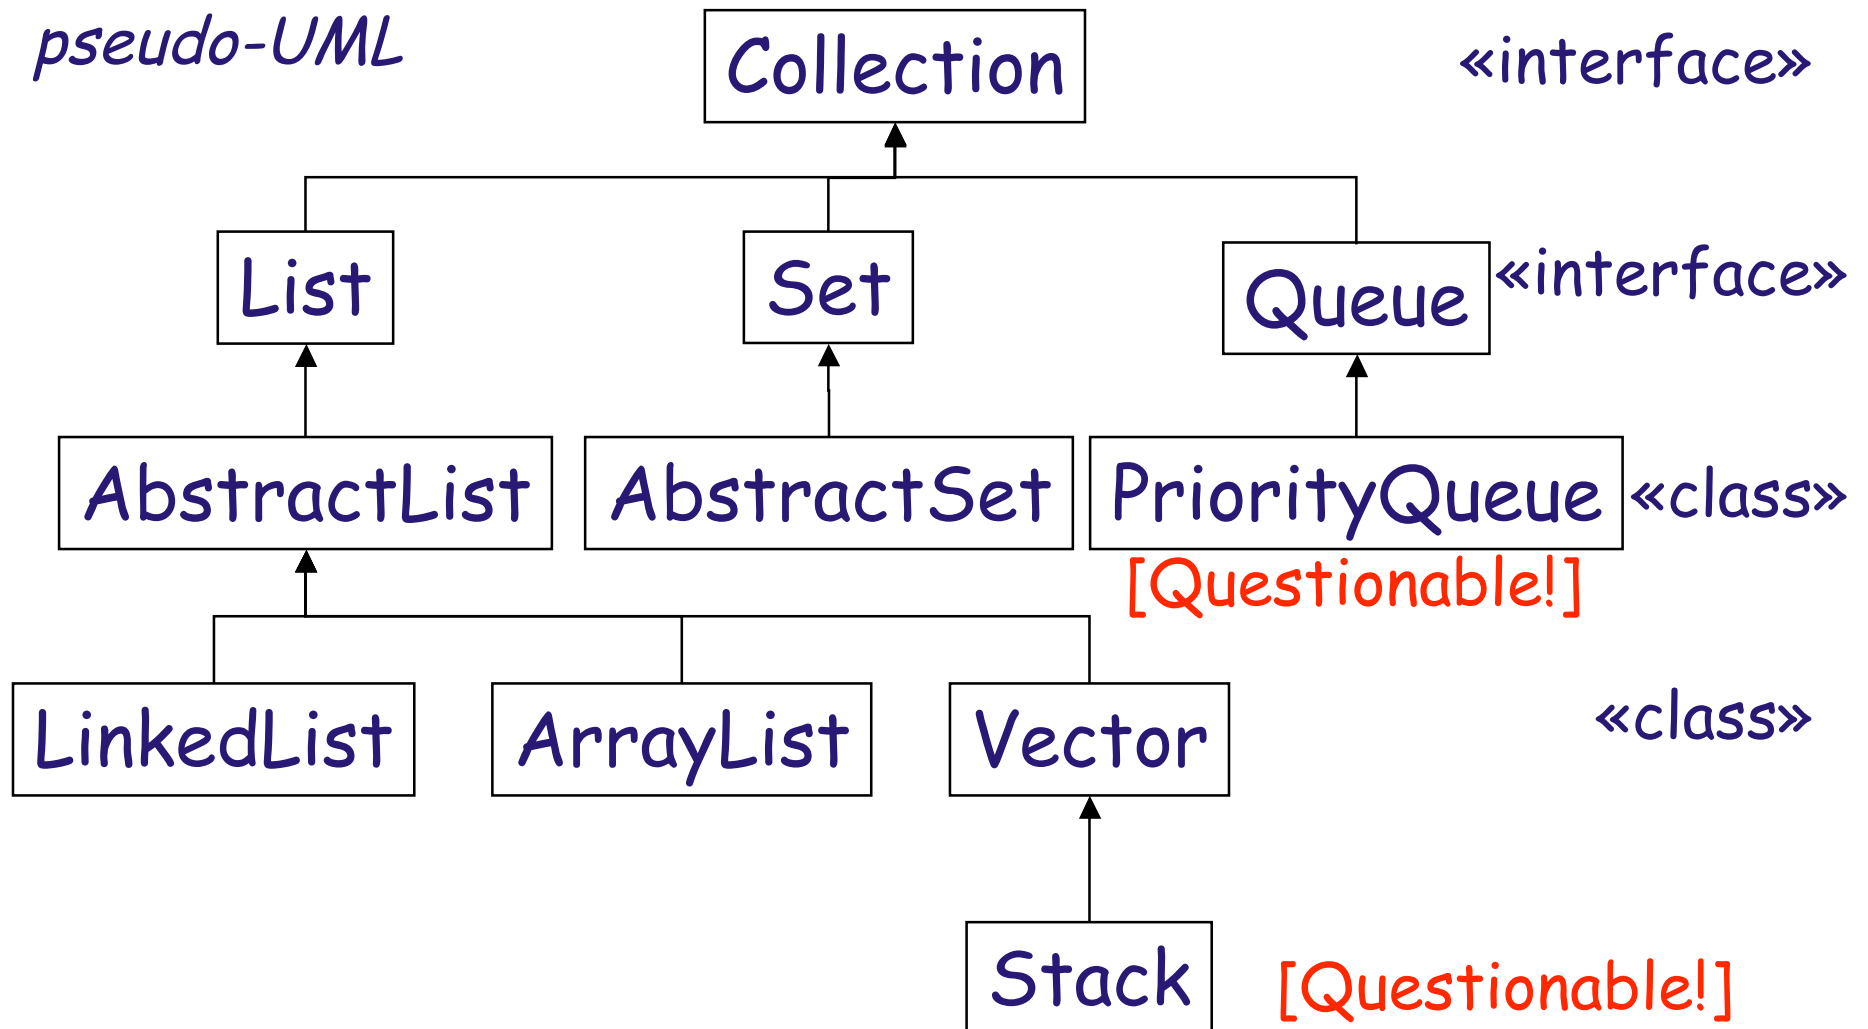 pseudo-UML
Collection
«interface»
List
Set
Queue
«interface»
AbstractList
AbstractSet
PriorityQueue
«class»
[Questionable!]
LinkedList
ArrayList
Vector
«class»
Stack
[Questionable!]